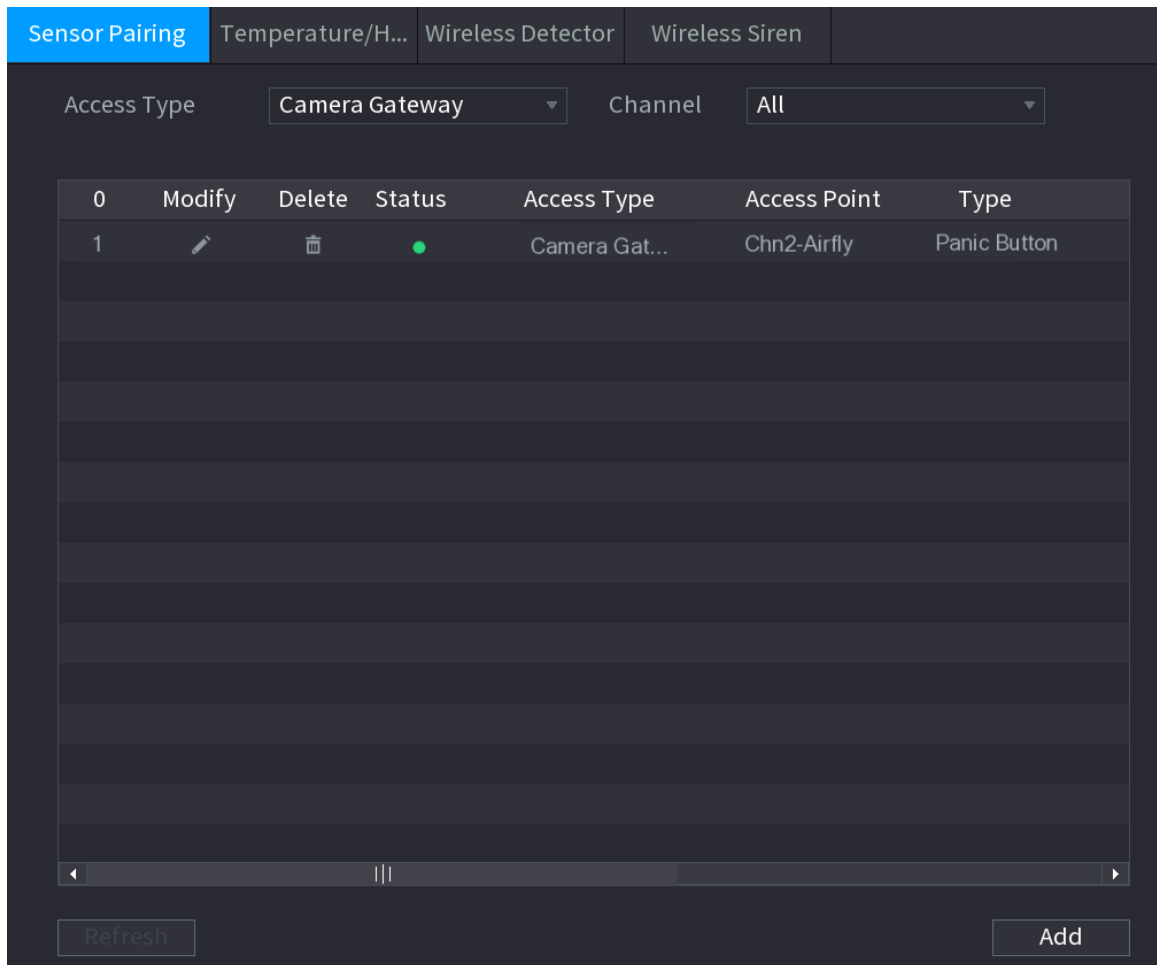 Sensor Pairing Temperature/H... Wireless Detector Wireless Siren
Access Type Camera Gateway Channel All
0 Modify Delete Status Access Type Access Point Type
1 Camera Gat... Chn2-Airfly Panic Button
Refresh Add